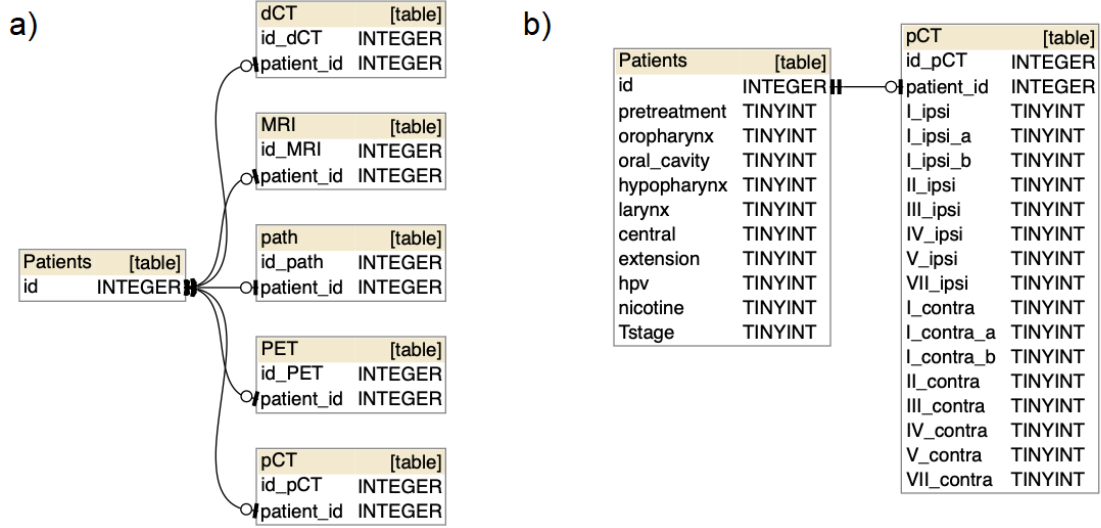 a)
dCT [table]
id_dCT INTEGER
patient_id INTEGER
MRI [table]
id_MRI INTEGER
patient_id INTEGER
path [table]
id_path INTEGER
patient_id INTEGER
Patients [table]
id INTEGER
PET [table]
id_PET INTEGER
patient_id INTEGER
pCT [table]
id_pCT INTEGER
patient_id INTEGER
b)
Patients [table]
id INTEGER
pretreatment TINYINT
oropharynx TINYINT
oral_cavity TINYINT
hypopharynx TINYINT
larynx TINYINT
central TINYINT
extension TINYINT
hpv TINYINT
nicotine TINYINT
Tstage TINYINT
pCT [table]
id_pCT INTEGER
patient_id INTEGER
I_ipsi TINYINT
I_ipsi_a TINYINT
I_ipsi_b TINYINT
II_ipsi TINYINT
III_ipsi TINYINT
IV_ipsi TINYINT
V_ipsi TINYINT
VII_ipsi TINYINT
I_contra TINYINT
I_contra_a TINYINT
I_contra_b TINYINT
II_contra TINYINT
III_contra TINYINT
IV_contra TINYINT
V_contra TINYINT
VII_contra TINYINT